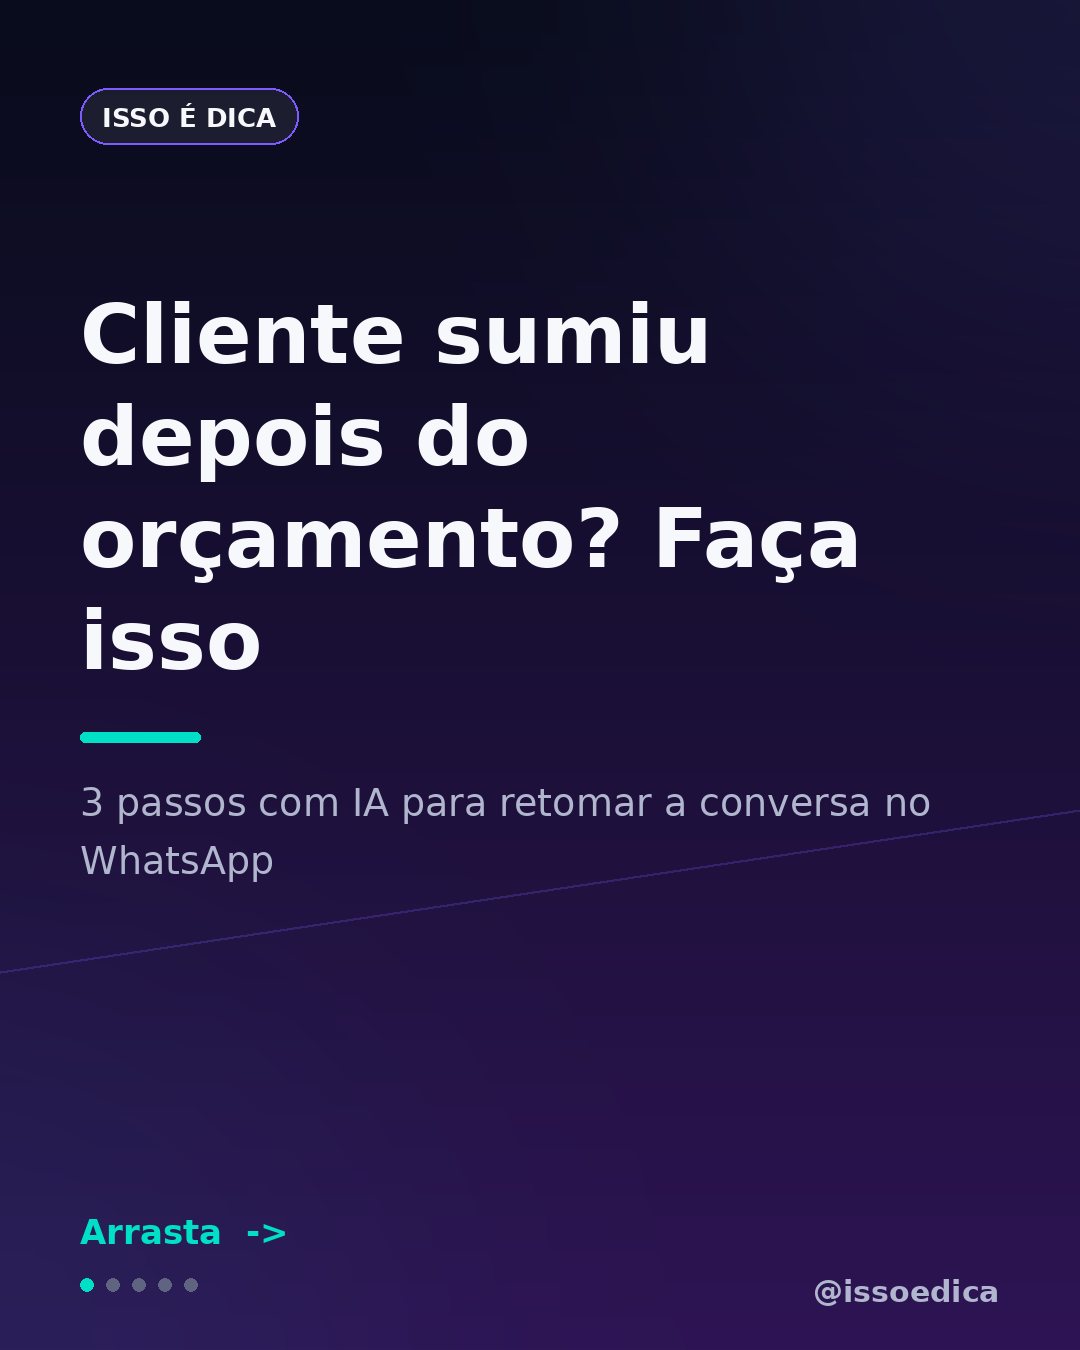 ISSO É DICA
Cliente sumiu
depois do
orçamento? Faça
isso
3 passos com IA para retomar a conversa no
WhatsApp
Arrasta ->
@issoedica